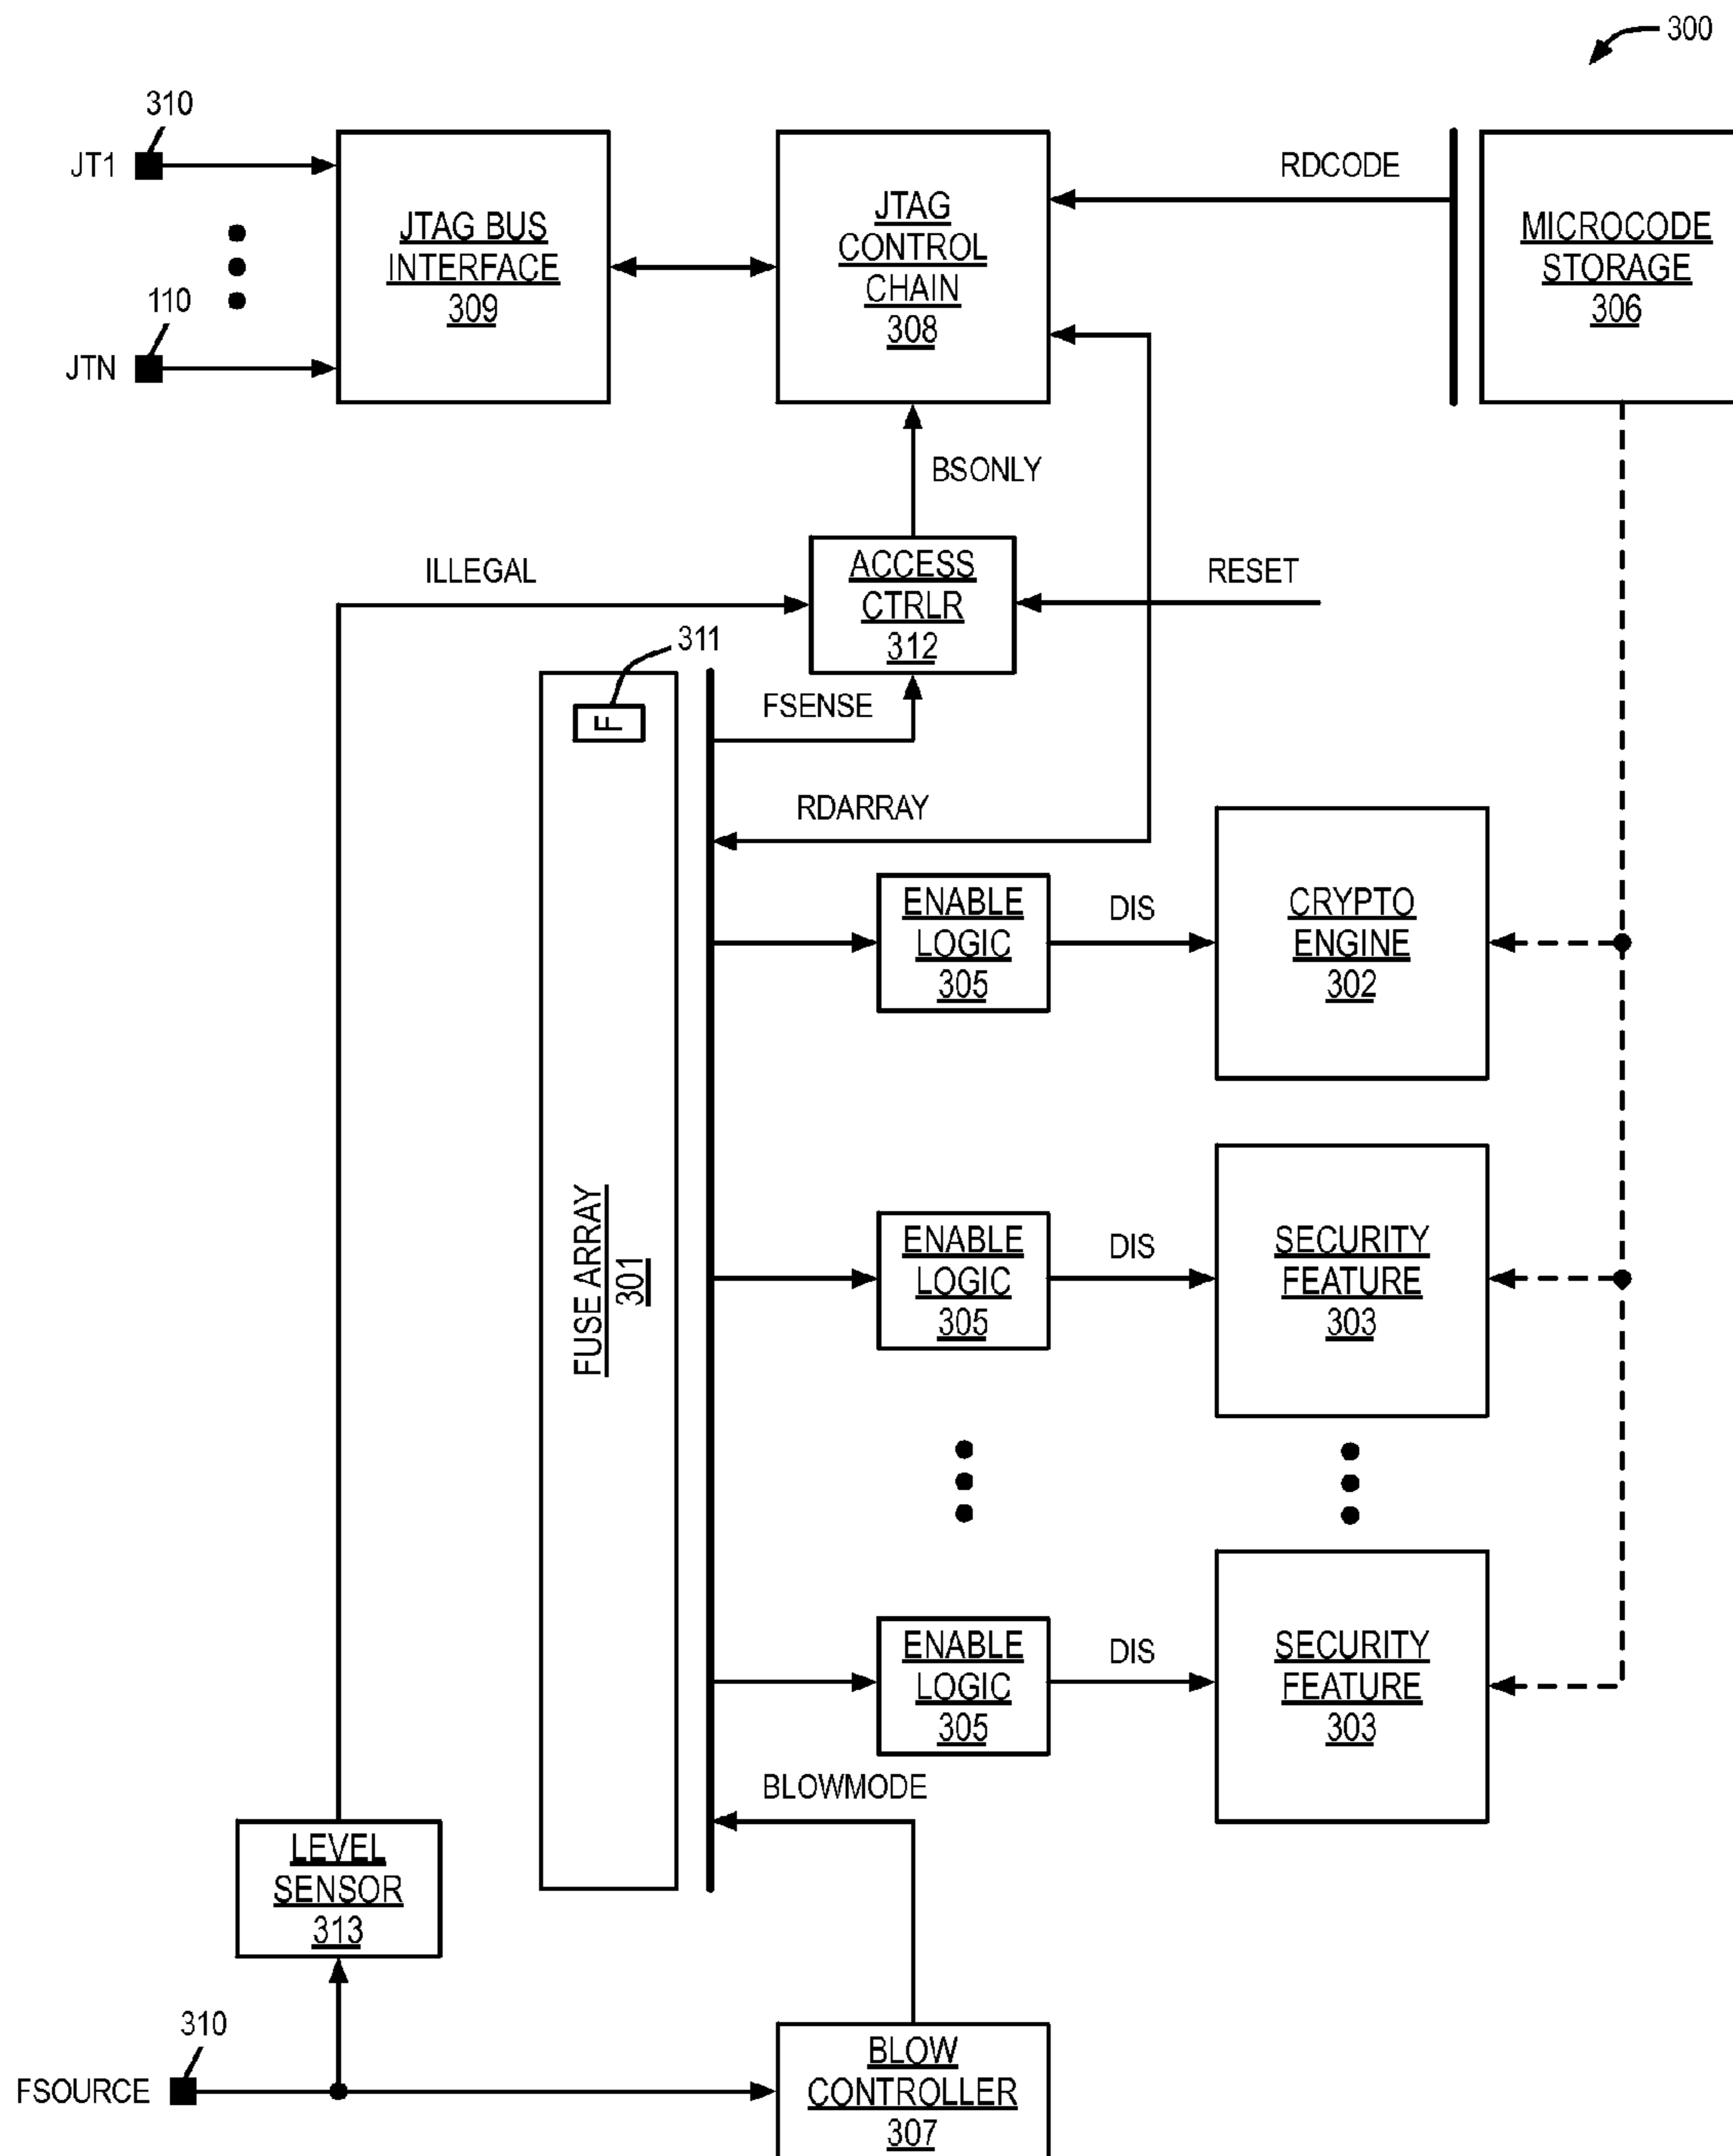 300
310
JT1
JTAG BUS
INTERFACE
309
JTAG
CONTROL
CHAIN
308
RDCODE
MICROCODE
STORAGE
306
110
JTN
BSONLY
ILLEGAL
ACCESS
CTRLR
312
RESET
311
F
FSENSE
RDARRAY
ENABLE
LOGIC
305
DIS
CRYPTO
ENGINE
302
FUSE ARRAY
301
ENABLE
LOGIC
305
DIS
SECURITY
FEATURE
303
ENABLE
LOGIC
305
DIS
SECURITY
FEATURE
303
BLOWMODE
LEVEL
SENSOR
313
310
FSOURCE
BLOW
CONTROLLER
307